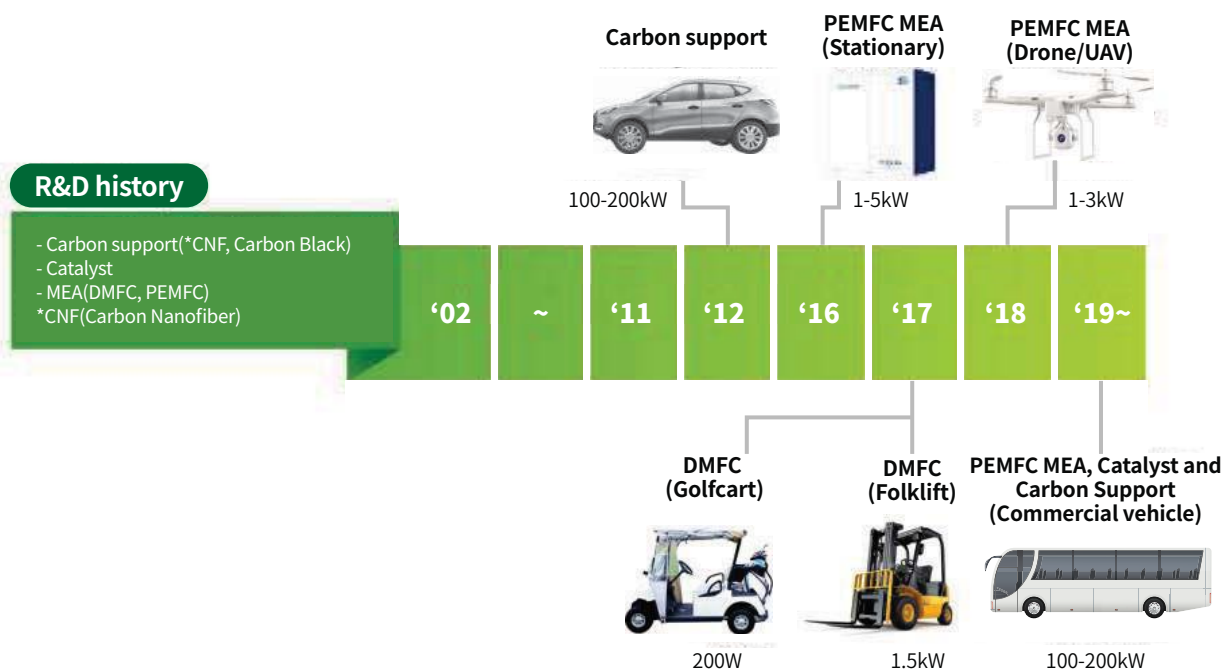 Carbon support
PEMFC MEA
(Stationary)
PEMFC MEA
(Drone/UAV)
100-200kW
1-5kW
1-3kW
R&D history
- Carbon support(*CNF, Carbon Black)
- Catalyst
- MEA(DMFC, PEMFC)
*CNF(Carbon Nanofiber)
‘02
~
‘11
‘12
‘16
‘17
‘18
‘19~
DMFC
(Golfcart)
DMFC
(Folklift)
PEMFC MEA, Catalyst and
Carbon Support
(Commercial vehicle)
200W
1.5kW
100-200kW